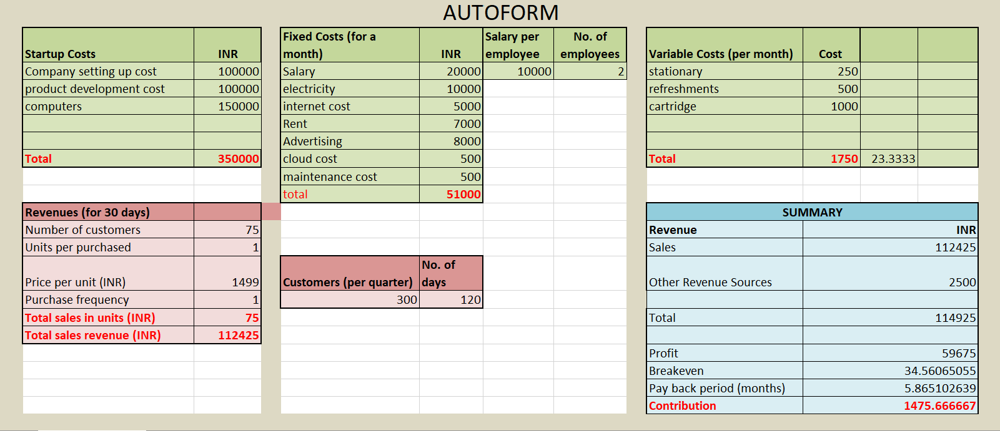 AUTOFORM
Startup Costs INR
Company setting up cost 100000
product development cost 100000
computers 150000
Total 350000
Fixed Costs (for a month) INR Salary per employee No. of employees
Salary 20000 10000 2
electricity 10000
internet cost 5000
Rent 7000
Advertising 8000
cloud cost 500
maintenance cost 500
total 51000
Variable Costs (per month) Cost
stationary 250
refreshments 500
cartridge 1000
Total 1750 23.3333
Revenues (for 30 days)
Number of customers 75
Units per purchased 1
Price per unit (INR) 1499
Purchase frequency 1
Total sales in units (INR) 75
Total sales revenue (INR) 112425
Customers (per quarter) No. of days
300 120
SUMMARY
Revenue INR
Sales 112425
Other Revenue Sources 2500
Total 114925
Profit 59675
Breakeven 34.56065055
Pay back period (months) 5.865102639
Contribution 1475.666667